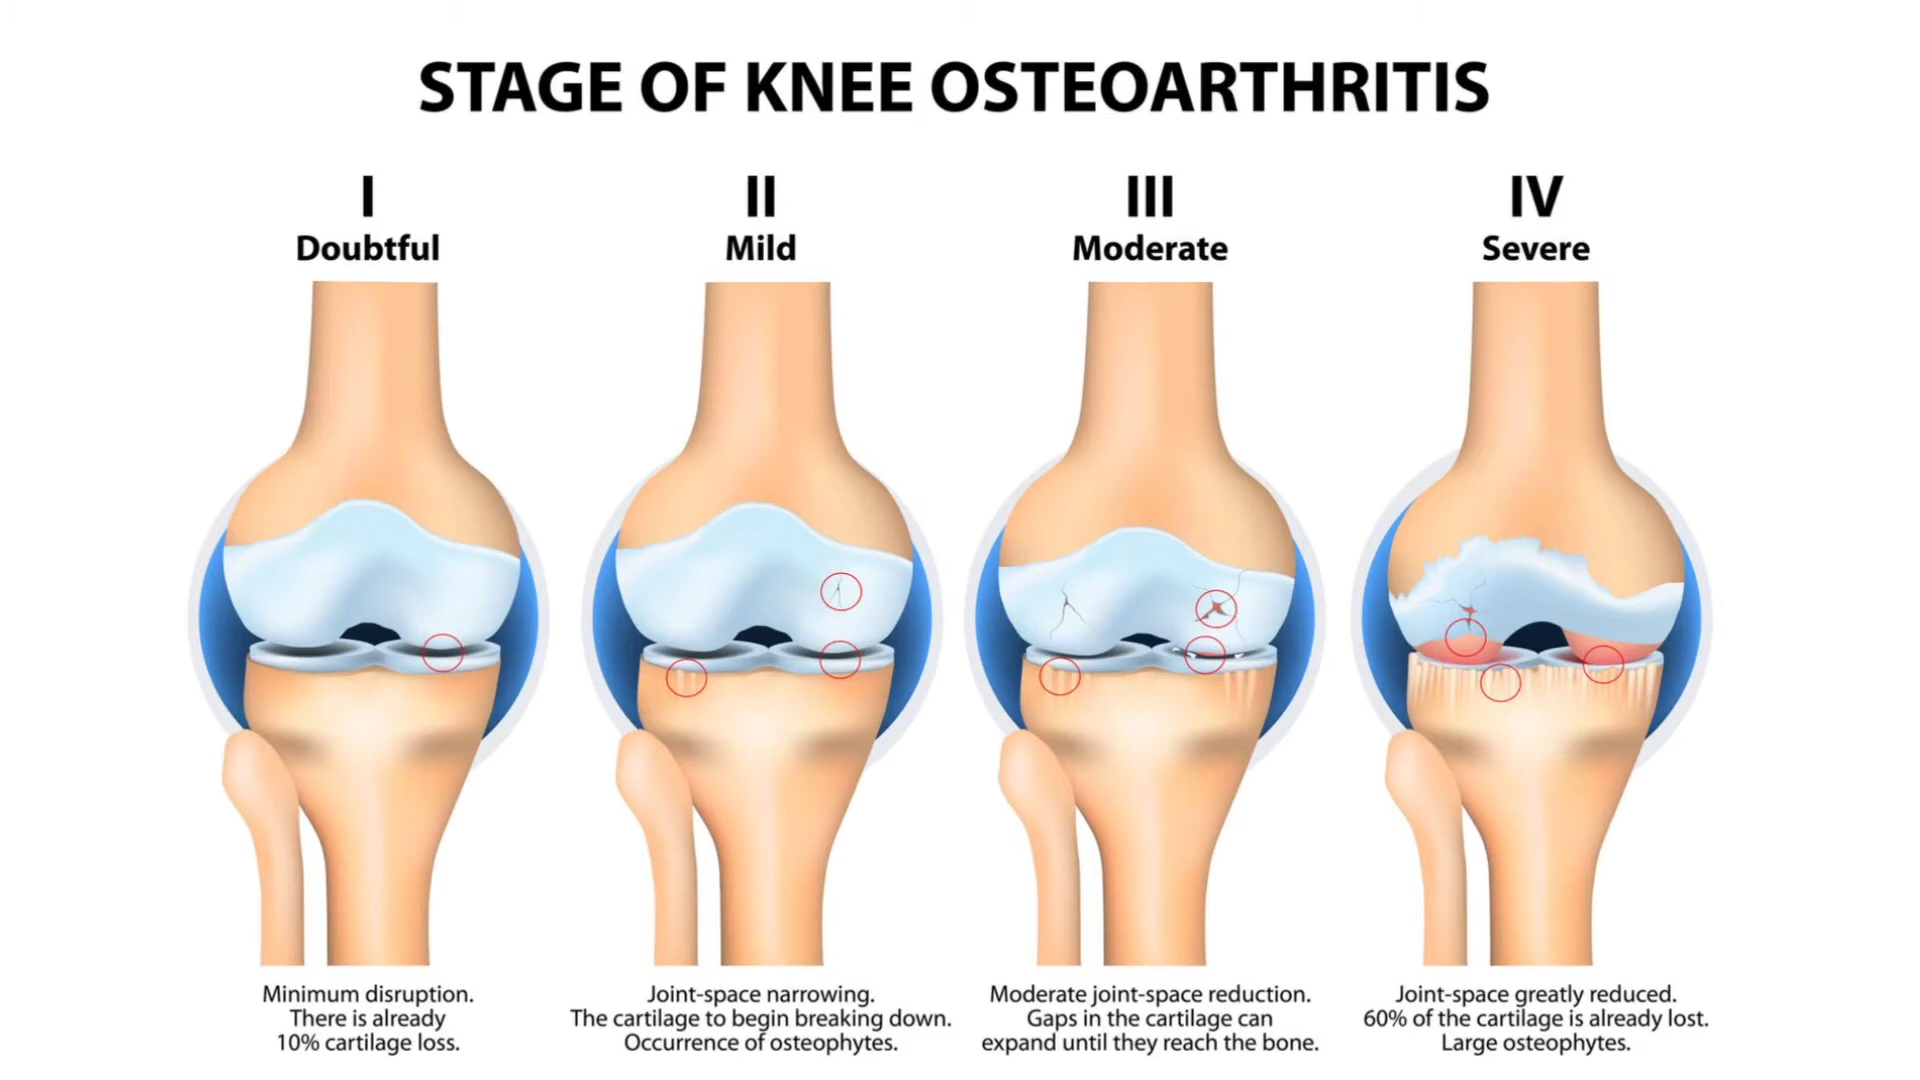 STAGE OF KNEE OSTEOARTHRITIS
I
Doubtful
II
Mild
III
Moderate
IV
Severe
Minimum disruption.
There is already
10% cartilage loss.
Joint-space narrowing.
The cartilage to begin breaking down.
Occurrence of osteophytes.
Moderate joint-space reduction.
Gaps in the cartilage can
expand until they reach the bone.
Joint-space greatly reduced.
60% of the cartilage is already lost.
Large osteophytes.